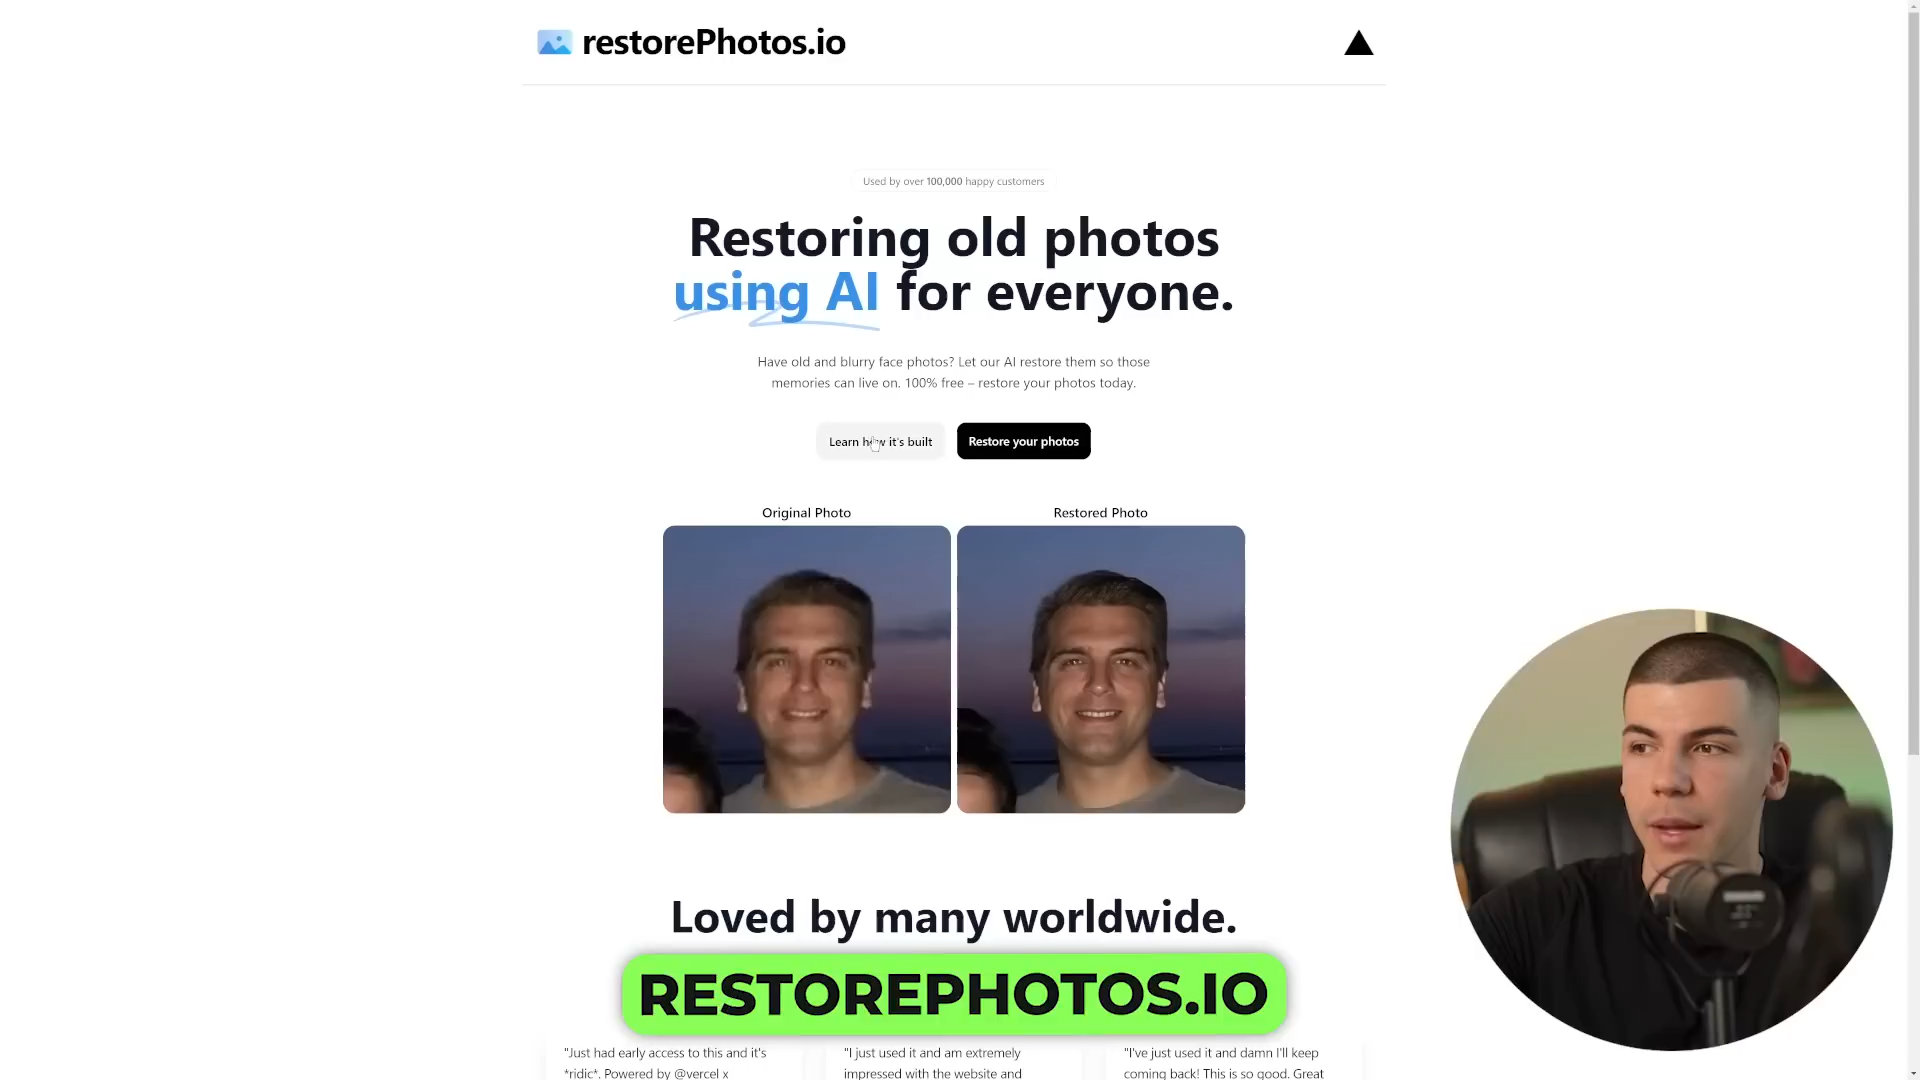 restorePhotos.io
Used by over 100,000 happy customers
Restoring old photos
using AI for everyone.
Have old and blurry face photos? Let our AI restore them so those
memories can live on. 100% free – restore your photos today.
Learn how it's built
Restore your photos
Original Photo
Restored Photo
Loved by many worldwide.
RESTOREPHOTOS.IO
"Just had early access to this and it's
*ridic*. Powered by @vercel x
"I just used it and am extremely
impressed with the website and
"I've just used it and damn I'll keep
coming back! This is so good. Great